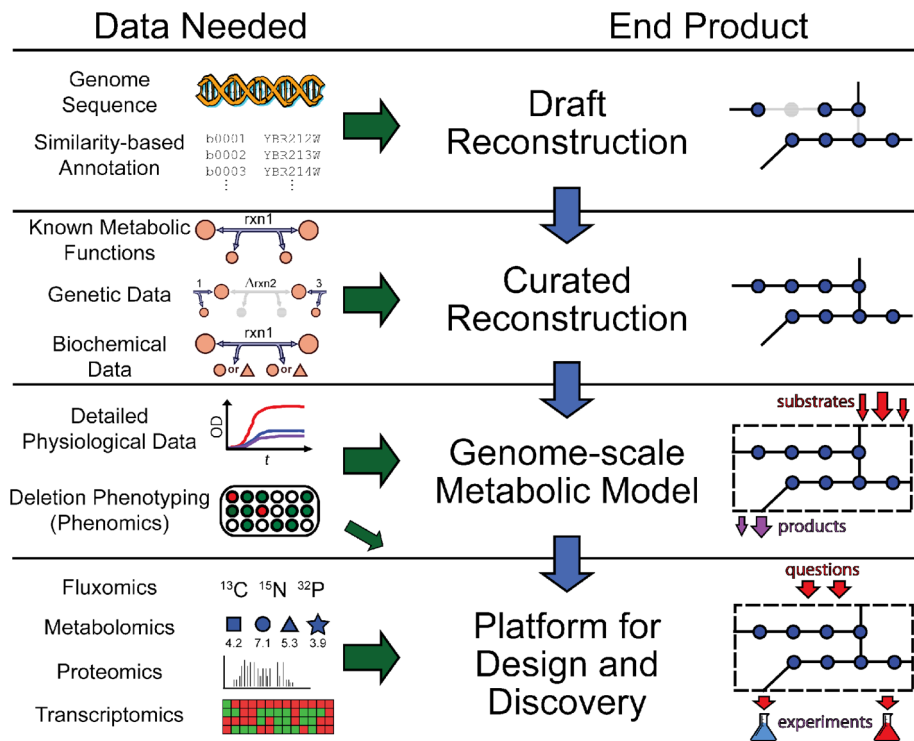 Data Needed
End Product
Genome
Sequence
Similarity-based
Annotation
b0001 YBR212W
b0002 YBR213W
b0003 YBR214W
⋮ ⋮
Draft
Reconstruction
Known Metabolic
Functions
rxn1
Genetic Data
1 Δrxn2 3
Biochemical
Data
rxn1
or or
Curated
Reconstruction
Detailed
Physiological Data
OD
t
Deletion Phenotyping
(Phenomics)
Genome-scale
Metabolic Model
substrates
products
Fluxomics
¹³C ¹⁵N ³²P
Metabolomics
4.2 7.1 5.3 3.9
Proteomics
Transcriptomics
Platform for
Design and
Discovery
questions
experiments